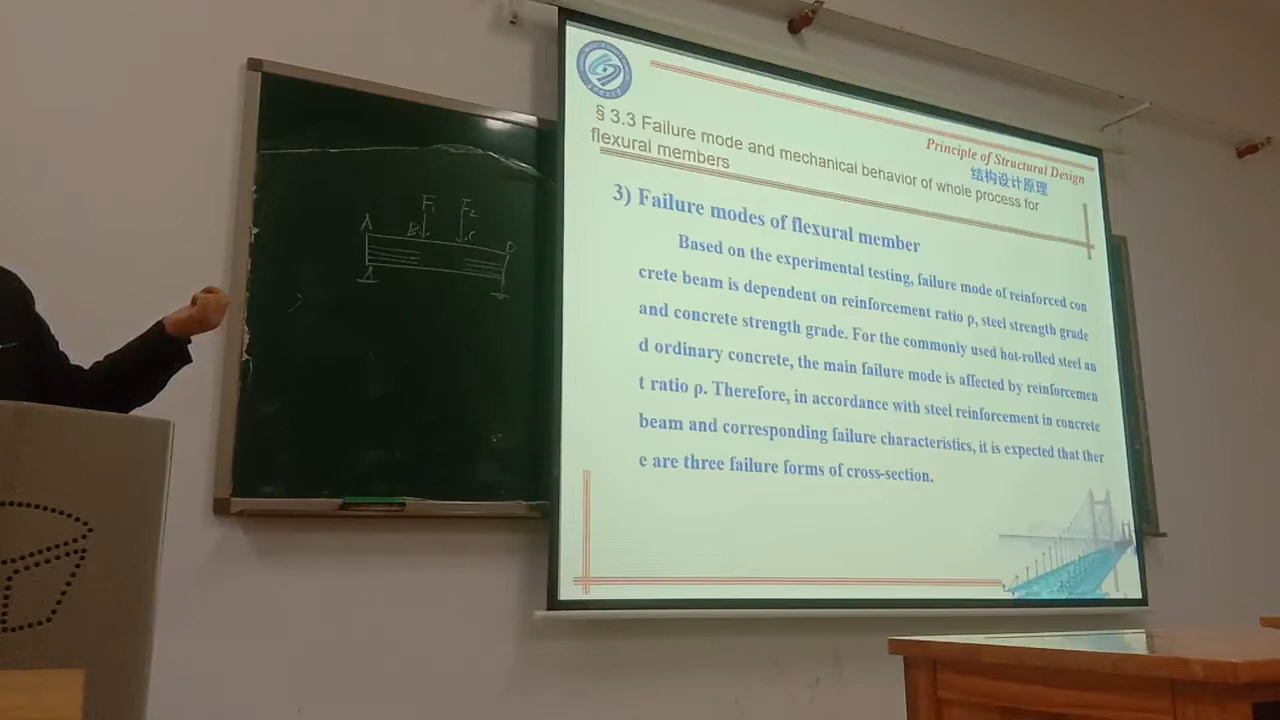 § 3.3 Failure mode and mechanical behavior of whole process for
flexural members
Principle of Structural Design
结构设计原理
3) Failure modes of flexural member
Based on the experimental testing, failure mode of reinforced con
crete beam is dependent on reinforcement ratio ρ, steel strength grade
and concrete strength grade. For the commonly used hot-rolled steel an
d ordinary concrete, the main failure mode is affected by reinforcemen
t ratio ρ. Therefore, in accordance with steel reinforcement in concrete
beam and corresponding failure characteristics, it is expected that ther
e are three failure forms of cross-section.
F₁ F₂
A B C D